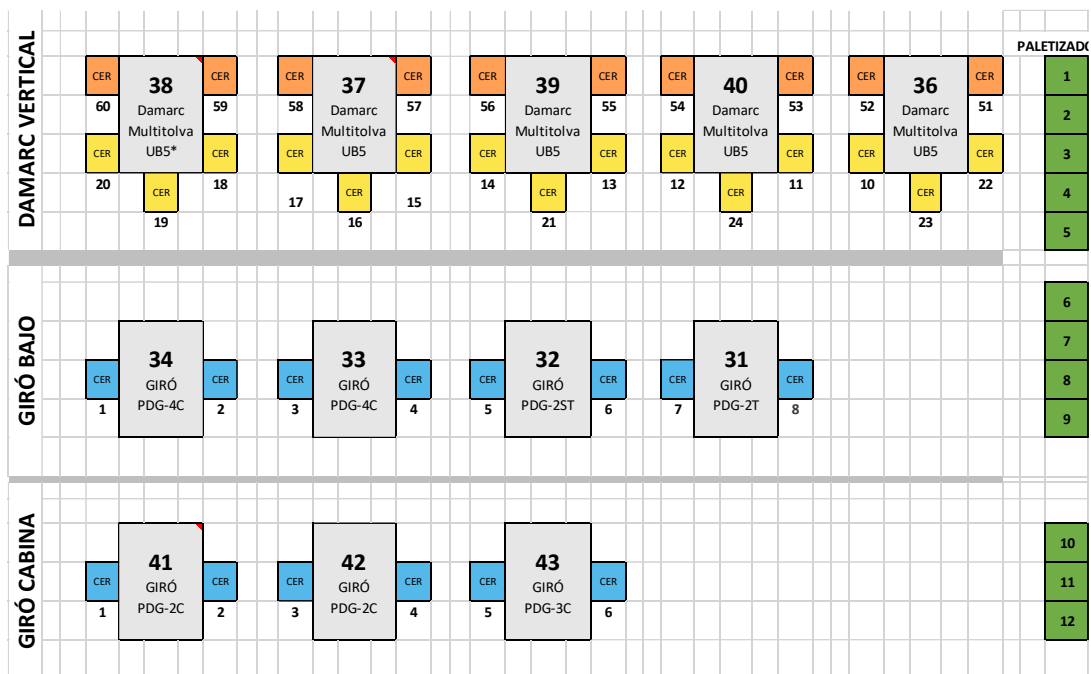 PALETIZADO
DAMARC VERTICAL
CER 38 CER CER 37 CER CER 39 CER CER 40 CER CER 36 CER 1
60 Damarc 59 58 Damarc 57 56 Damarc 55 54 Damarc 53 52 Damarc 51 2
Multitolva Multitolva Multitolva Multitolva Multitolva
CER UB5* CER CER UB5 CER CER UB5 CER CER UB5 CER CER UB5 CER 3
20 18 14 13 12 11 10 22
CER CER CER CER CER 4
17 15
19 16 21 24 23
5
GIRÓ BAJO
6
7
34 33 32 31
CER GIRÓ CER CER GIRÓ CER CER GIRÓ CER CER GIRÓ CER 8
1 PDG-4C 2 3 PDG-4C 4 5 PDG-2ST 6 7 PDG-2T 8 9
GIRÓ CABINA
10
41 42 43
CER GIRÓ CER CER GIRÓ CER CER GIRÓ CER 11
1 PDG-2C 2 3 PDG-2C 4 5 PDG-3C 6 12